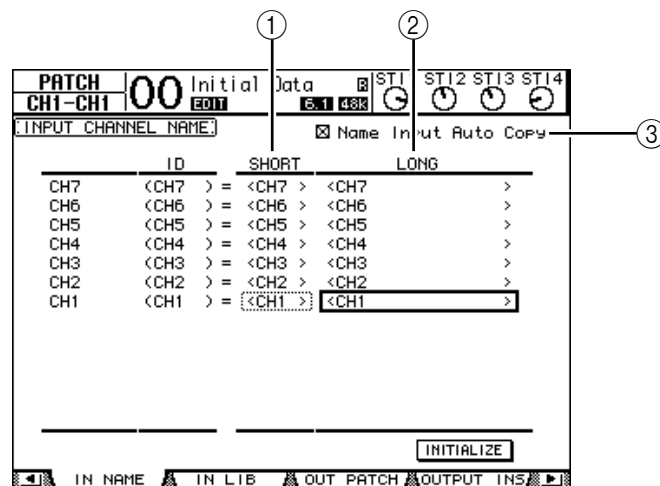 ① ②
PATCH 00 Initial Data R ST1 ST2 ST3 ST4
CH1-CH1 EDIT 6.1 48K
INPUT CHANNEL NAME ☒ Name Input Auto Copy ③
ID SHORT LONG
CH7 (CH7 ) = <CH7 > <CH7 >
CH6 (CH6 ) = <CH6 > <CH6 >
CH5 (CH5 ) = <CH5 > <CH5 >
CH4 (CH4 ) = <CH4 > <CH4 >
CH3 (CH3 ) = <CH3 > <CH3 >
CH2 (CH2 ) = <CH2 > <CH2 >
CH1 (CH1 ) = <CH1 > <CH1 >
INITIALIZE
IN NAME IN LIB OUT PATCH OUTPUT INS